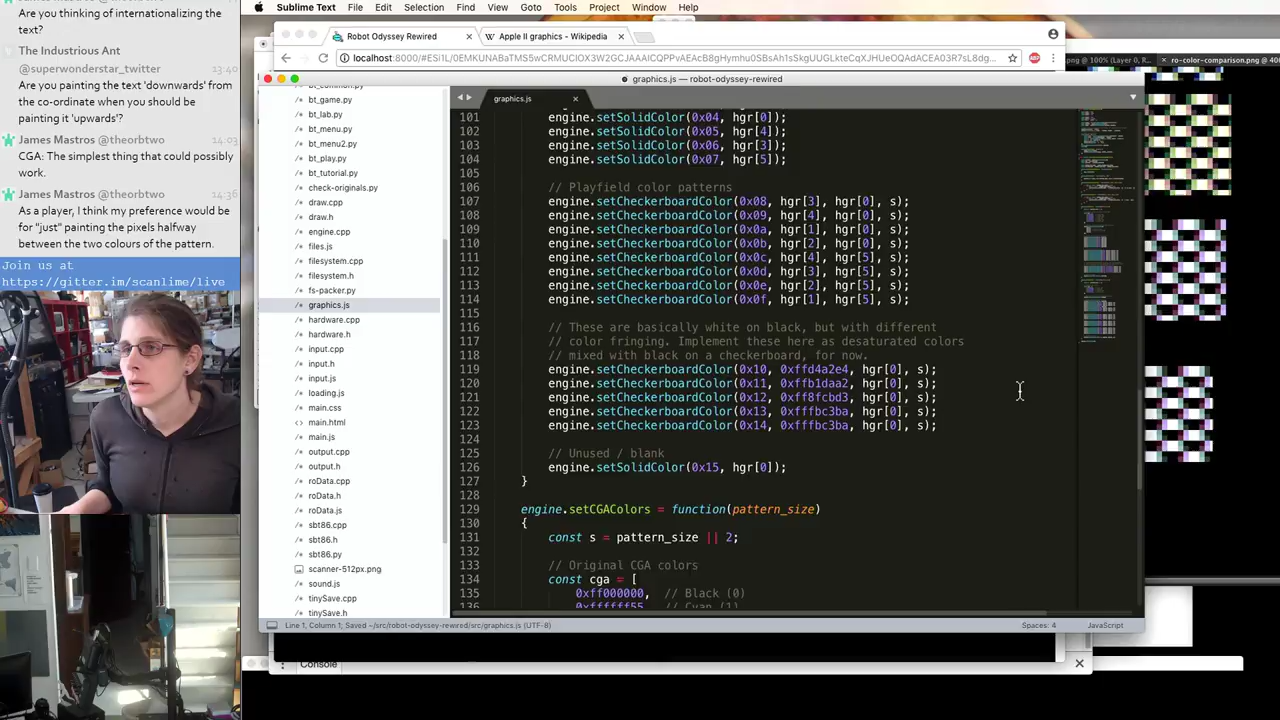 Are you thinking of internationalizing the
text?
The Industrious Ant
@superwonderstar_twitter 13:40
Are you painting the text 'downwards' from
the co-ordinate when you should be
painting it 'upwards'?
James Mastros @theorbtwo 14:03
CGA: The simplest thing that could possibly
work.
James Mastros @theorbtwo 14:36
As a player, I think my preference would be
for "just" painting the pixels halfway
between the two colours of the pattern.
Join us at
https://gitter.im/scanlime/live
Sublime Text File Edit Selection Find View Goto Tools Project Window Help
Robot Odyssey Rewired
Apple II graphics - Wikipedia
graphics.js — robot-odyssey-rewired
ro-color-comparison.png
graphics.js
bt_game.py
bt_lab.py
bt_menu.py
bt_menu2.py
bt_play.py
bt_tutorial.py
check-originals.py
draw.cpp
draw.h
engine.cpp
files.js
filesystem.cpp
filesystem.h
fs-packer.py
graphics.js
hardware.cpp
hardware.h
input.cpp
input.h
input.js
loading.js
main.css
main.html
main.js
output.cpp
output.h
roData.cpp
roData.h
roData.js
sbt86.cpp
sbt86.h
sbt86.py
scanner-512px.png
sound.js
tinySave.cpp
tinySave.h
101 engine.setSolidColor(0x04, hgr[0]);
102 engine.setSolidColor(0x05, hgr[4]);
103 engine.setSolidColor(0x06, hgr[3]);
104 engine.setSolidColor(0x07, hgr[5]);
105
106 // Playfield color patterns
107 engine.setCheckerboardColor(0x08, hgr[3], hgr[0], s);
108 engine.setCheckerboardColor(0x09, hgr[4], hgr[0], s);
109 engine.setCheckerboardColor(0x0a, hgr[1], hgr[0], s);
110 engine.setCheckerboardColor(0x0b, hgr[2], hgr[0], s);
111 engine.setCheckerboardColor(0x0c, hgr[4], hgr[5], s);
112 engine.setCheckerboardColor(0x0d, hgr[3], hgr[5], s);
113 engine.setCheckerboardColor(0x0e, hgr[2], hgr[5], s);
114 engine.setCheckerboardColor(0x0f, hgr[1], hgr[5], s);
115
116 // These are basically white on black, but with different
117 // color fringing. Implement these here as desaturated colors
118 // mixed with black on a checkerboard, for now.
119 engine.setCheckerboardColor(0x10, 0xffd4a2e4, hgr[0], s);
120 engine.setCheckerboardColor(0x11, 0xffb1daa2, hgr[0], s);
121 engine.setCheckerboardColor(0x12, 0xff8fcbd3, hgr[0], s);
122 engine.setCheckerboardColor(0x13, 0xfffbc3ba, hgr[0], s);
123 engine.setCheckerboardColor(0x14, 0xfffbc3ba, hgr[0], s);
124
125 // Unused / blank
126 engine.setSolidColor(0x15, hgr[0]);
127 }
128
129 engine.setCGAColors = function(pattern_size)
130 {
131 const s = pattern_size || 2;
132
133 // Original CGA colors
134 const cga = [
135 0xff000000, // Black (0)
136 0xffffff55, // Cyan (1)
Line 1, Column 1; Saved ~/src/robot-odyssey-rewired/src/graphics.js (UTF-8)
Spaces: 4
JavaScript
Console